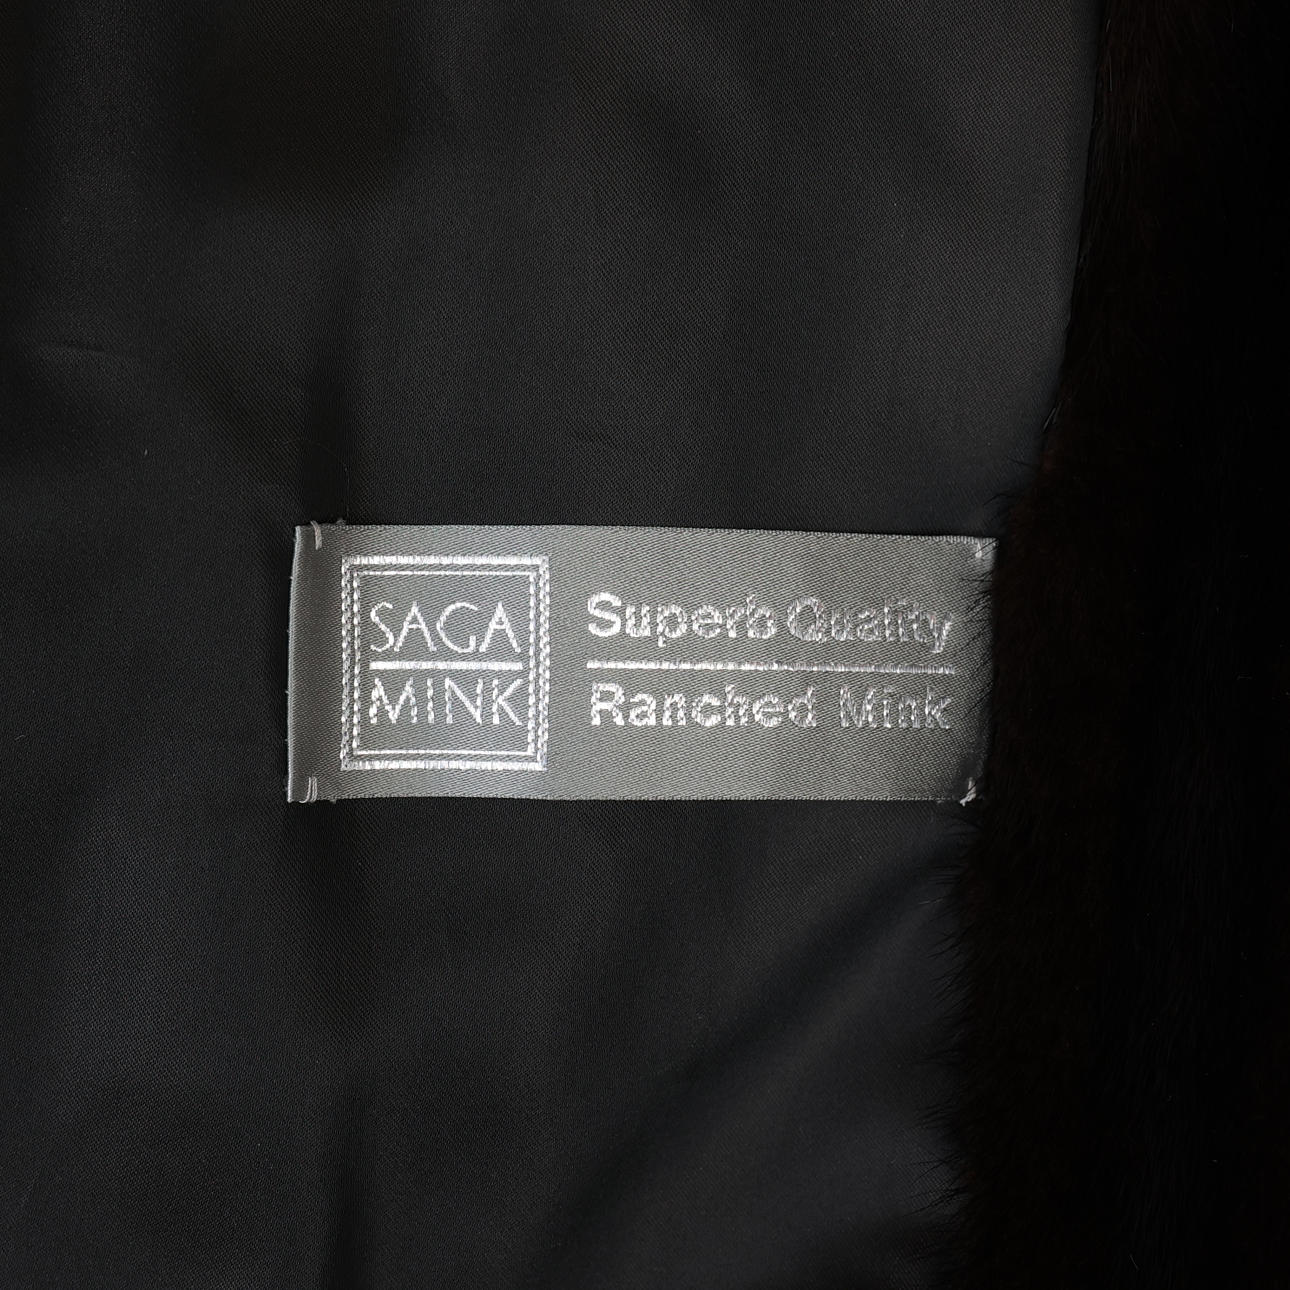 SAGA
MINK
Superb Quality
Ranched Mink